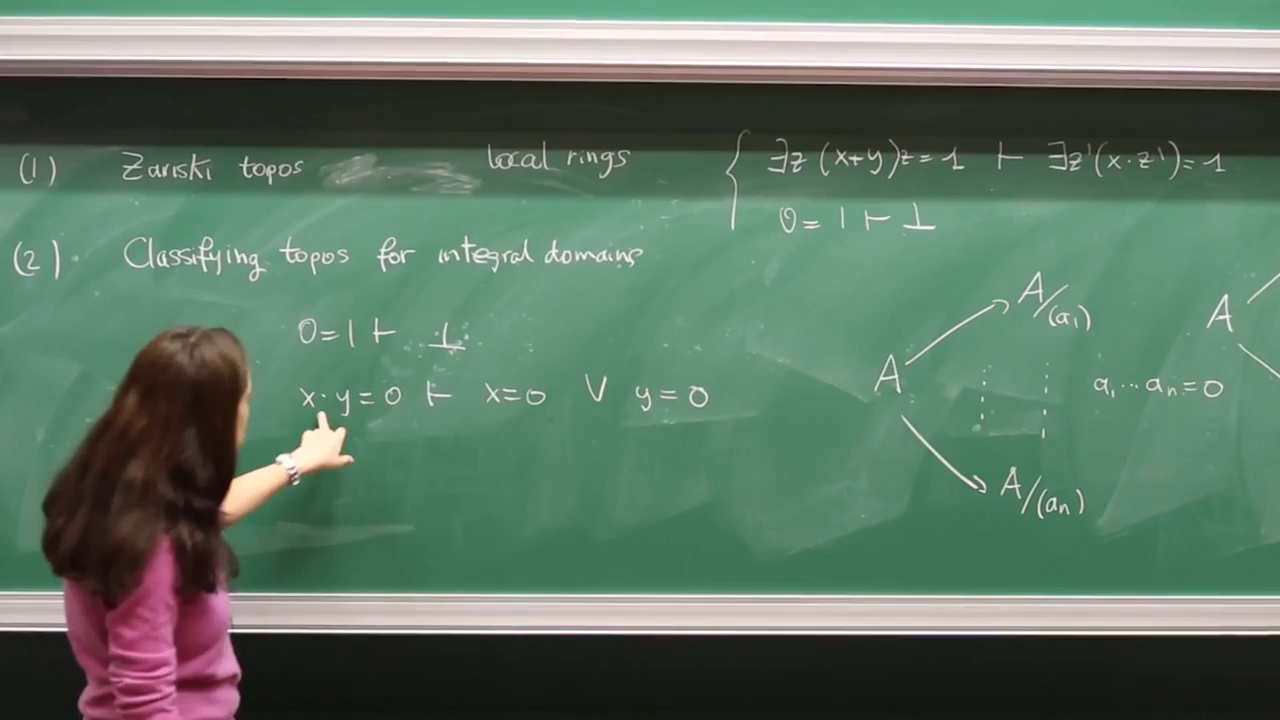 (1) Zariski topos local rings ∃z (x+y)z=1 ⊢ ∃z'(x·z')=1
0=1 ⊢ ⊥
(2) Classifying topos for integral domains
0=1 ⊢ ⊥
x·y=0 ⊢ x=0 ∨ y=0
A/(a₁)
A
A
a₁…aₙ=0
A/(aₙ)